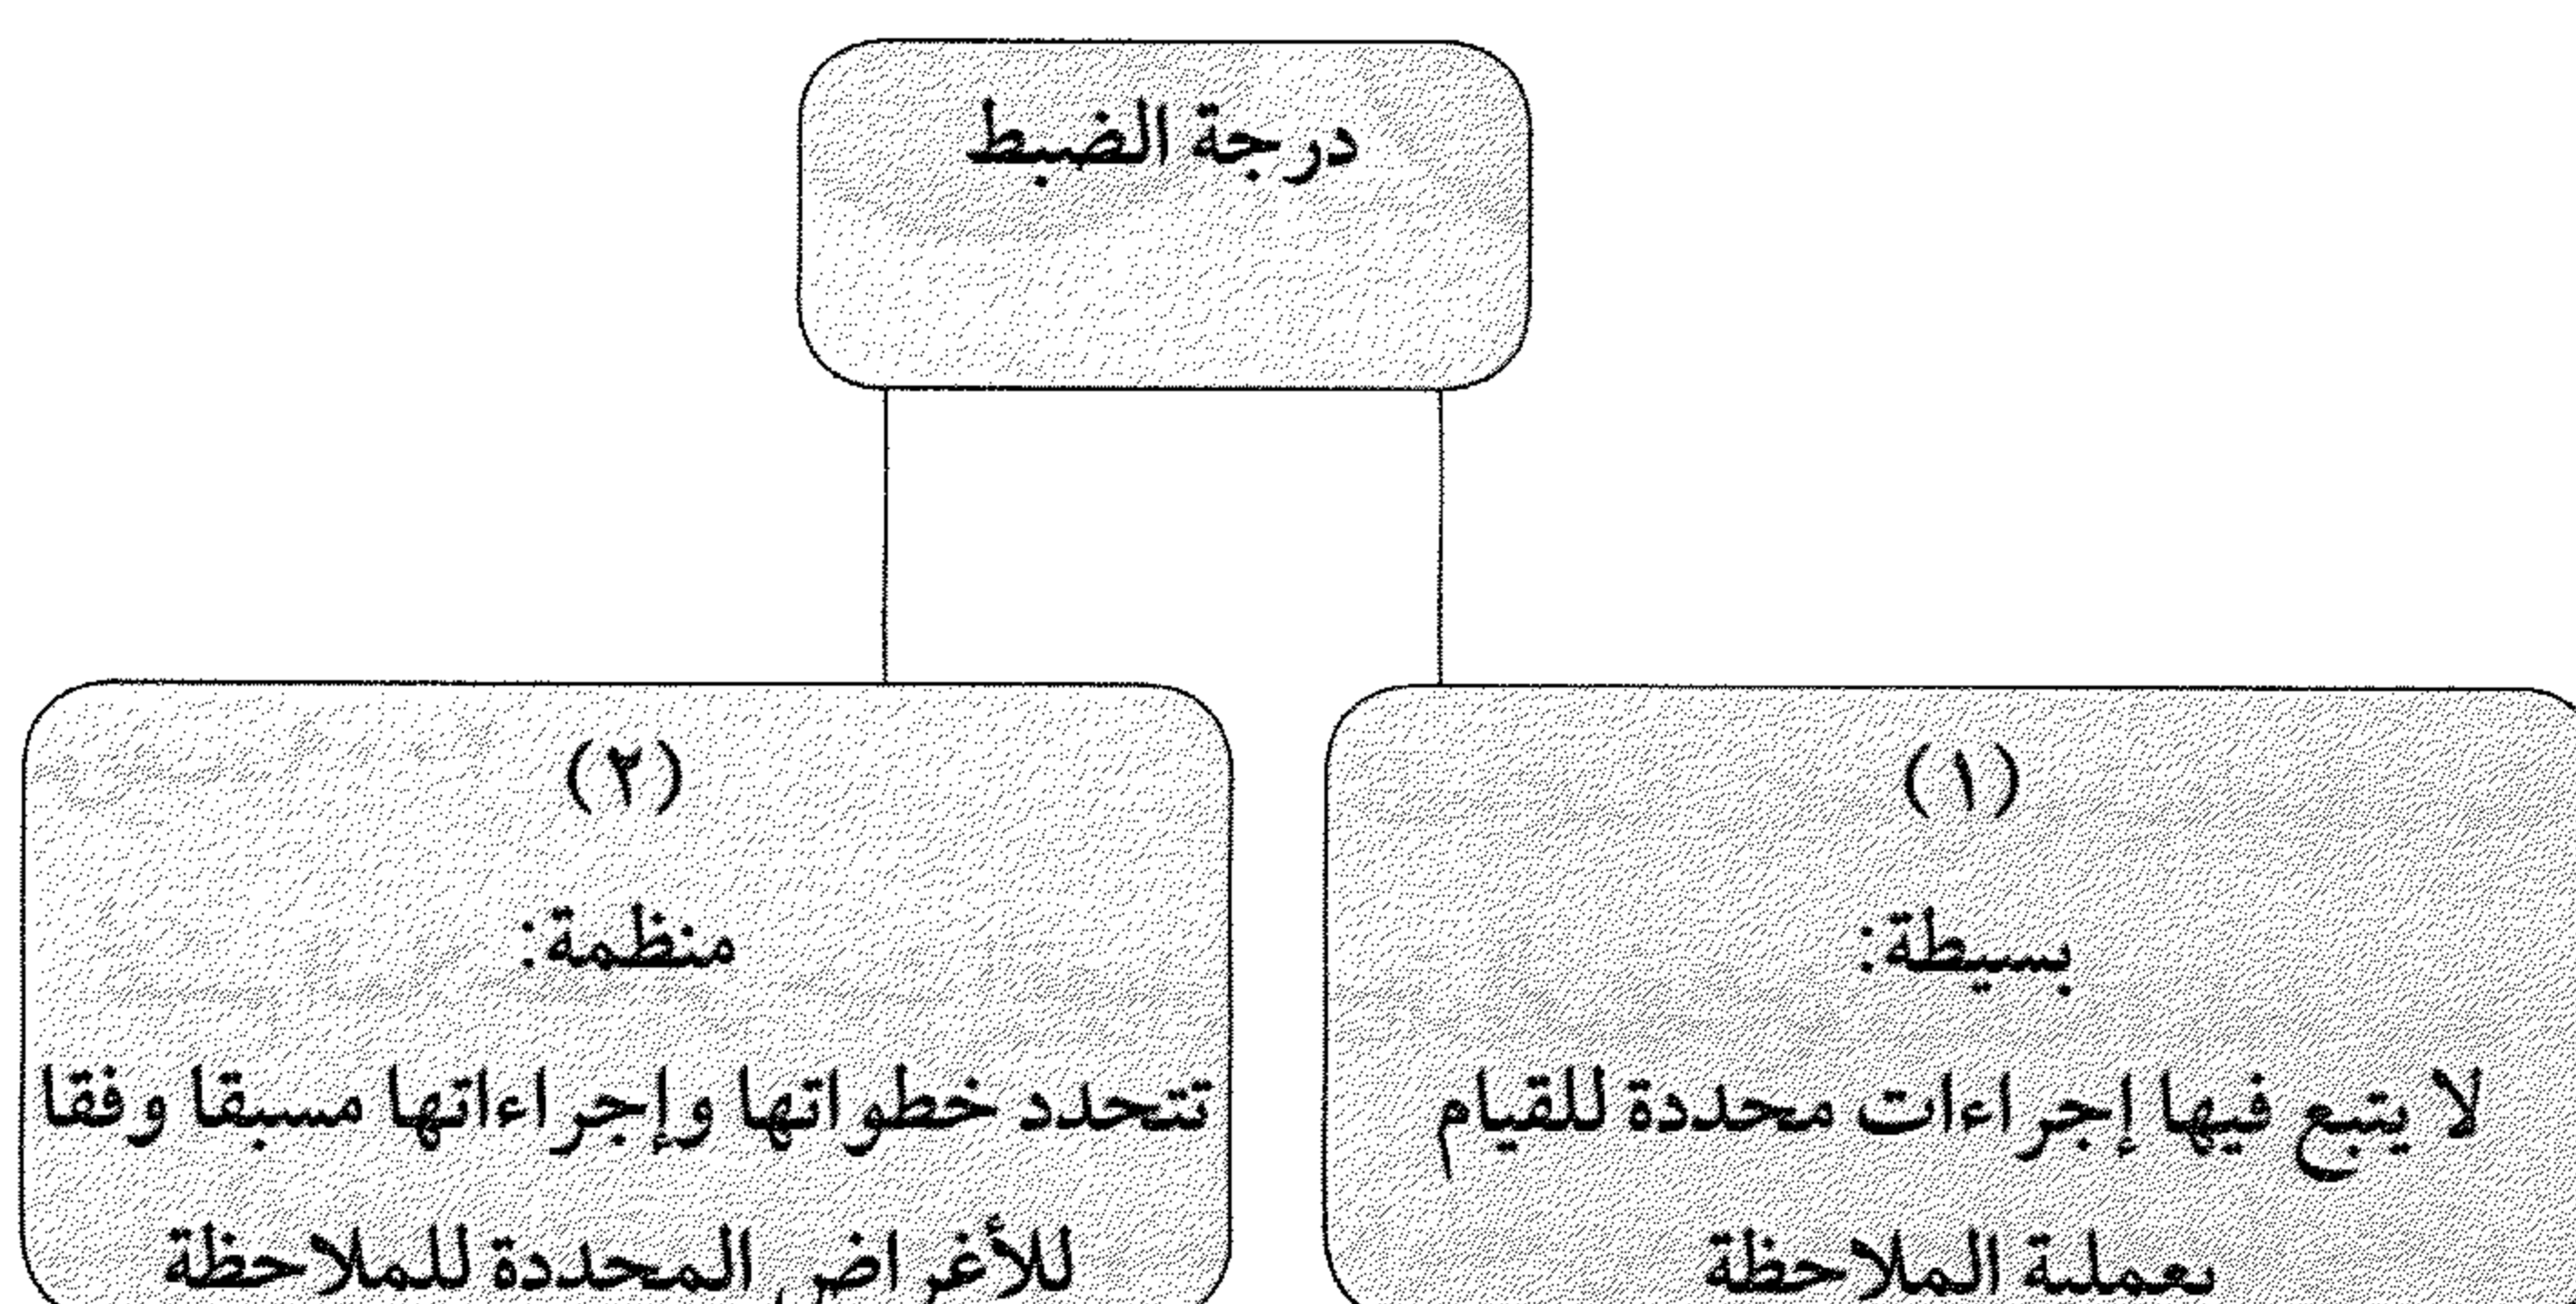 درجة الضبط
(١)
بسيطة:
لا يتبع فيها إجراءات محددة للقيام
بعملية الملاحظة
(٢)
منظمة:
تتحدد خطواتها وإجراءاتها مسبقا وفقا
للأغراض المحددة للملاحظة